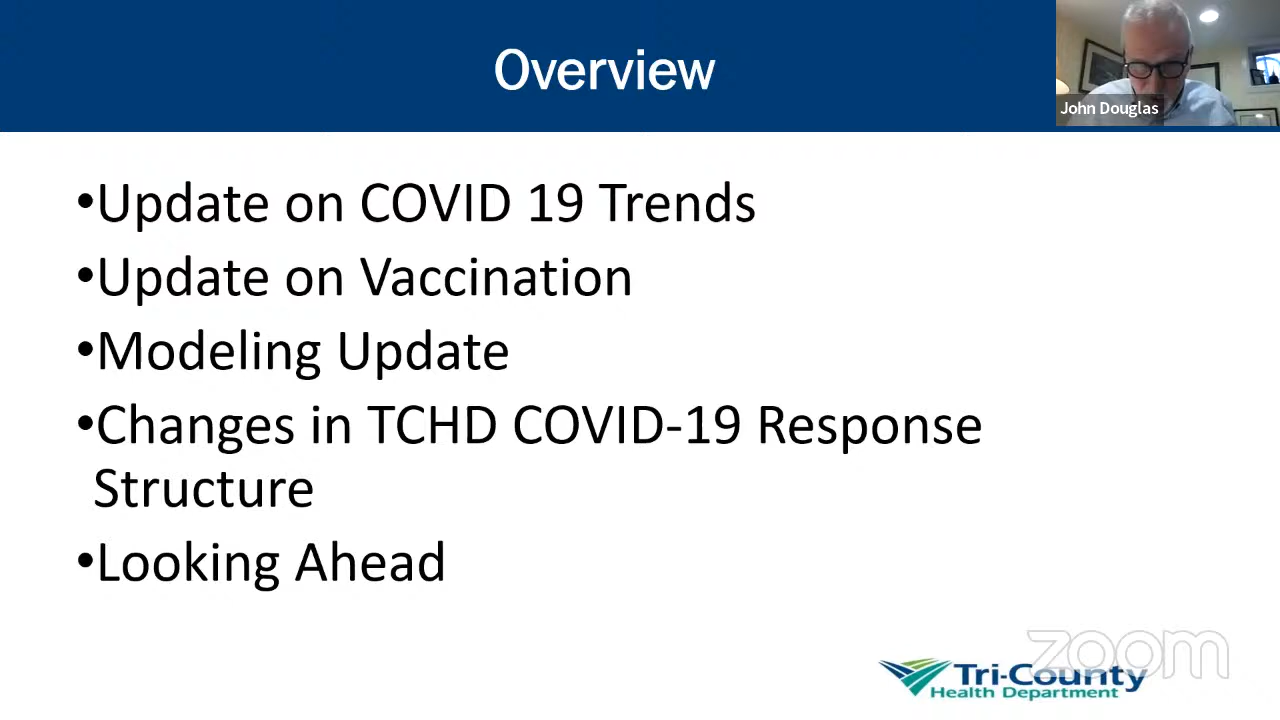 Overview
John Douglas
•Update on COVID 19 Trends
•Update on Vaccination
•Modeling Update
•Changes in TCHD COVID-19 Response
Structure
•Looking Ahead
zoom
Tri-County
Health Department